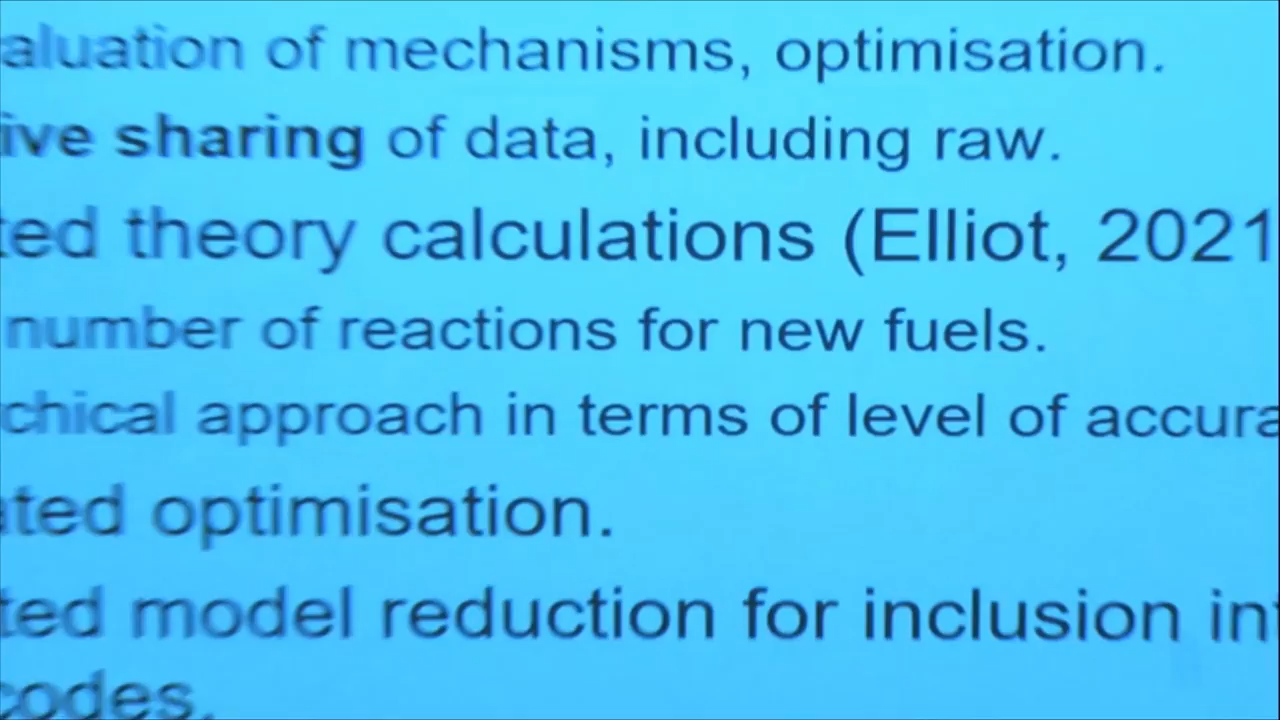 aluation of mechanisms, optimisation.
ive sharing of data, including raw.
ted theory calculations (Elliot, 2021
number of reactions for new fuels.
chical approach in terms of level of accura
ated optimisation.
ted model reduction for inclusion int
codes.